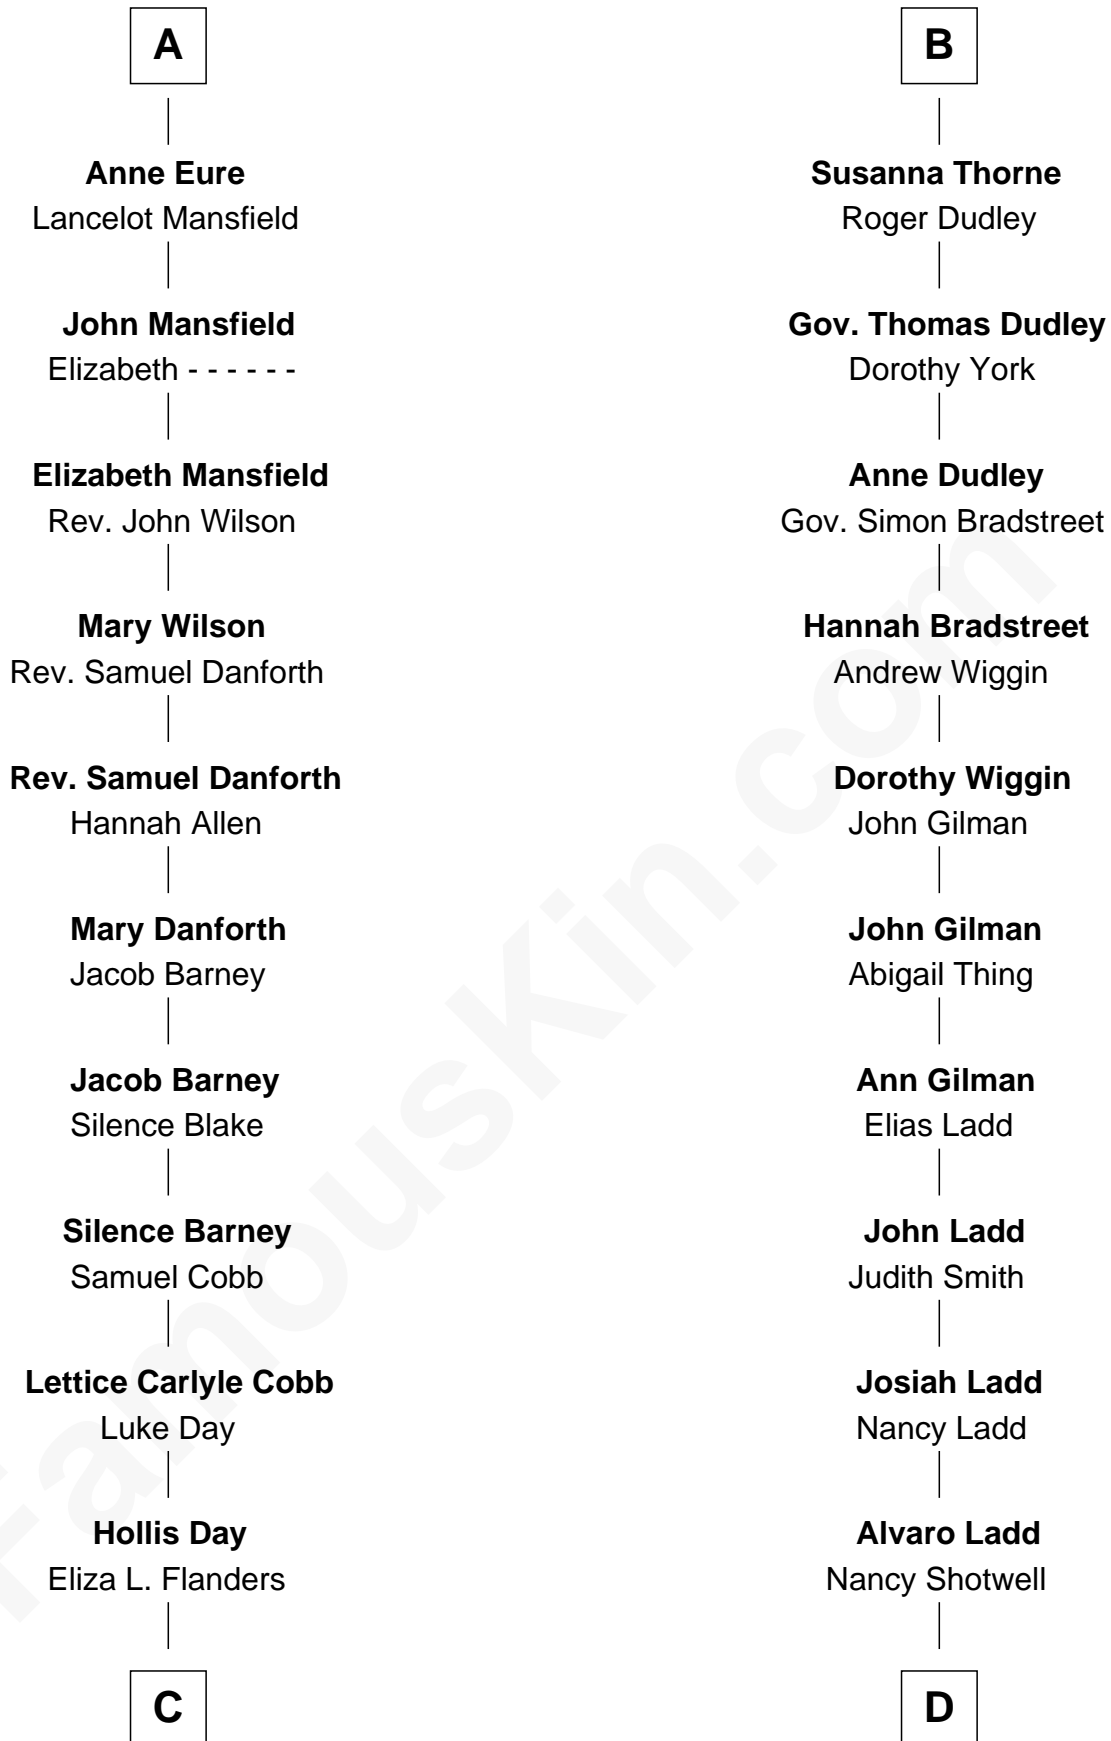 A
Anne Eure
Lancelot Mansfield
John Mansfield
Elizabeth - - - - - -
Elizabeth Mansfield
Rev. John Wilson
Mary Wilson
Rev. Samuel Danforth
Rev. Samuel Danforth
Hannah Allen
Mary Danforth
Jacob Barney
Jacob Barney
Silence Blake
Silence Barney
Samuel Cobb
Lettice Carlyle Cobb
Luke Day
Hollis Day
Eliza L. Flanders
C
B
Susanna Thorne
Roger Dudley
Gov. Thomas Dudley
Dorothy York
Anne Dudley
Gov. Simon Bradstreet
Hannah Bradstreet
Andrew Wiggin
Dorothy Wiggin
John Gilman
John Gilman
Abigail Thing
Ann Gilman
Elias Ladd
John Ladd
Judith Smith
Josiah Ladd
Nancy Ladd
Alvaro Ladd
Nancy Shotwell
D
FamousKin.com